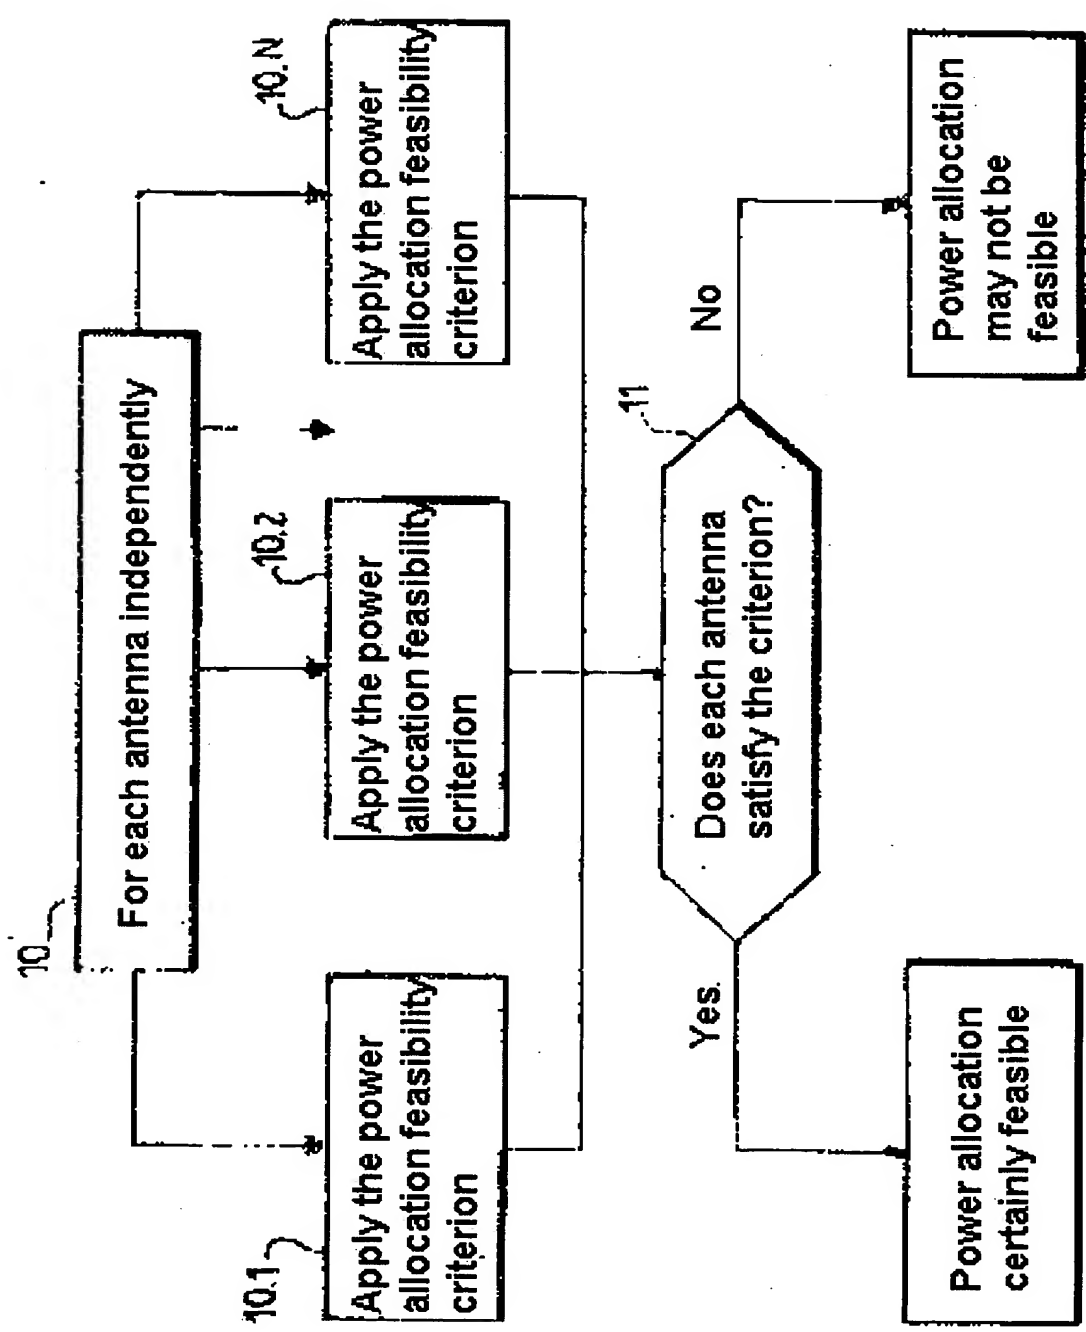 10
For each antenna independently
10.1
Apply the power
allocation feasibility
criterion
10.2
Apply the power
allocation feasibility
criterion
10.N
Apply the power
allocation feasibility
criterion
11
Does each antenna
satisfy the criterion?
Yes.
No
Power allocation
certainly feasible
Power allocation
may not be
feasible